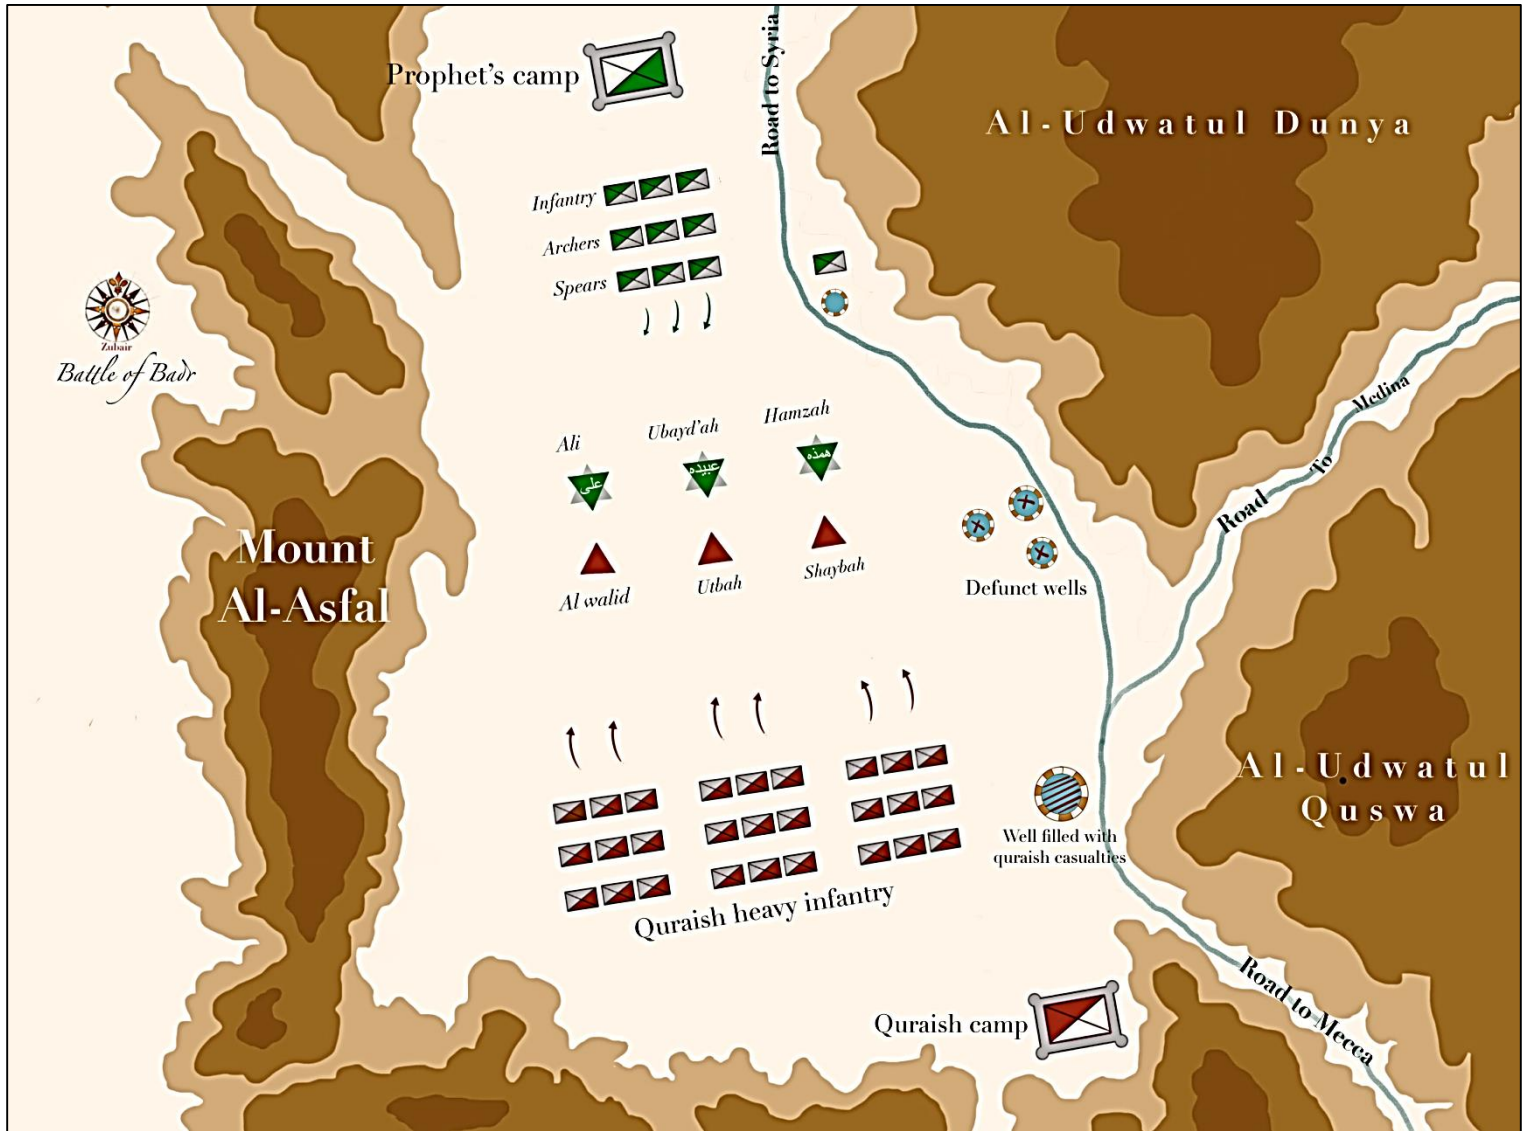 Prophet's camp
Road to Syria
Al-Udwatul Dunya
Infantry
Archers
Spears
Zubair
Battle of Badr
Medina
To
Road
Ali
Ubayd'ah
Hamzah
علی
عبیدہ
همذه
Al walid
Utbah
Shaybah
Defunct wells
Mount
Al-Asfal
Al-Udwatul
Quswa
Well filled with
quraish casualties
Quraish heavy infantry
Quraish camp
Road to Mecca